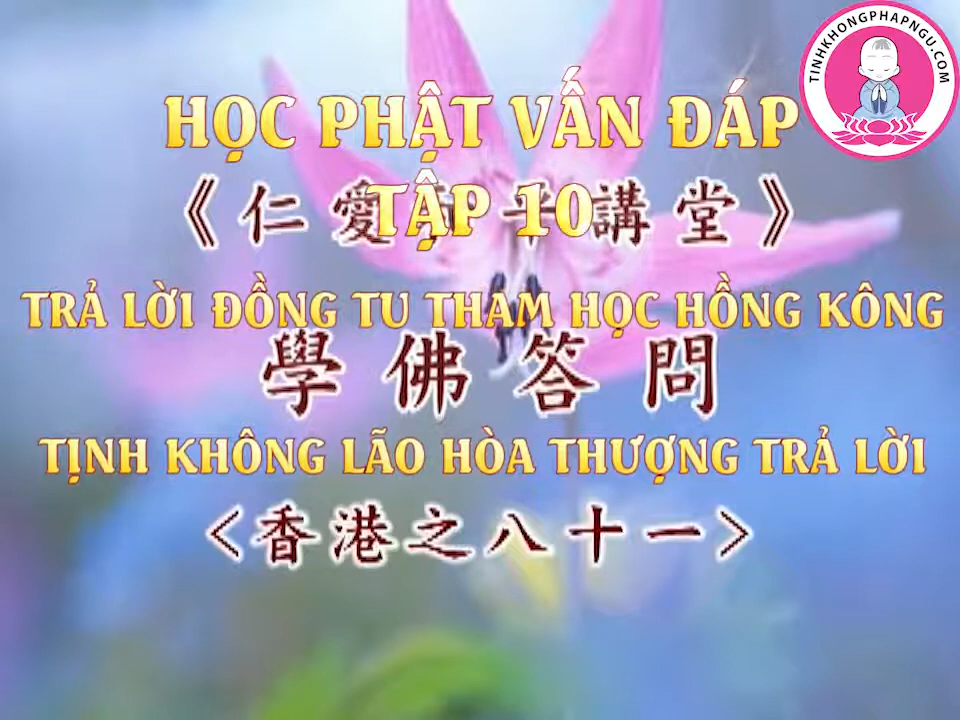 TINHKHONGPHAPNGU.COM
HỌC PHẬT VẤN ĐÁP
TẬP 10
《仁愛 講堂》
TRẢ LỜI ĐỒNG TU THAM HỌC HỒNG KÔNG
學佛答問
TỊNH KHÔNG LÃO HÒA THƯỢNG TRẢ LỜI
<香港之八十一>